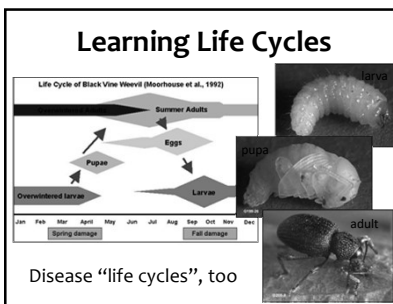 Learning Life Cycles
Life Cycle of Black Vine Weevil (Moorhouse et al., 1992)
Overwintered Adults
Summer Adults
Eggs
Pupae
Overwintered larvae
Larvae
Jan Feb Mar April May Jun Jul Aug Sep Oct Nov Dec
Spring damage
Fall damage
larva
pupa
adult
Disease “life cycles”, too